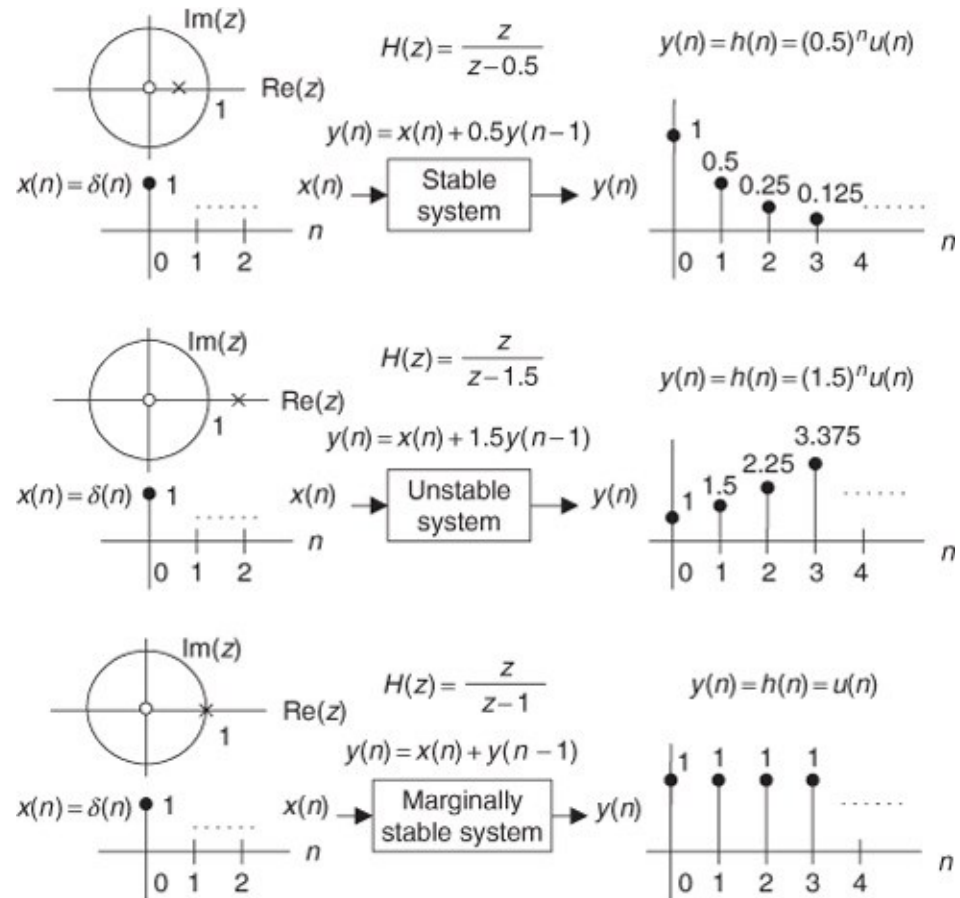 Im(z)
H(z) = z / (z−0.5)
y(n) = h(n) = (0.5)ⁿu(n)
Re(z)
1
y(n) = x(n) + 0.5y(n−1)
x(n) = δ(n) 1
x(n) Stable system y(n)
n
0 1 2
1
0.5
0.25
0.125
n
0 1 2 3 4
Im(z)
H(z) = z / (z−1.5)
y(n) = h(n) = (1.5)ⁿu(n)
Re(z)
1
y(n) = x(n) + 1.5y(n−1)
x(n) = δ(n) 1
x(n) Unstable system y(n)
n
0 1 2
1
1.5
2.25
3.375
n
0 1 2 3 4
Im(z)
H(z) = z / (z−1)
y(n) = h(n) = u(n)
Re(z)
1
y(n) = x(n) + y(n − 1)
x(n) = δ(n) 1
x(n) Marginally stable system y(n)
n
0 1 2
1 1 1 1
n
0 1 2 3 4